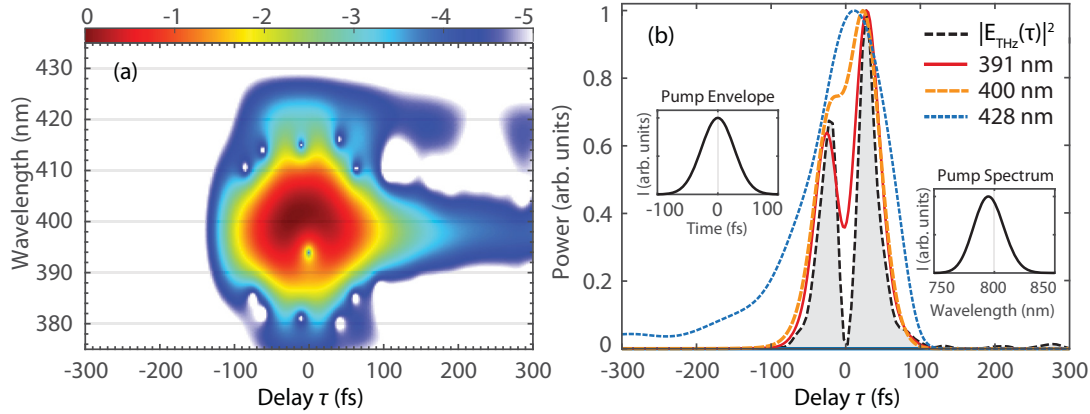 0 -1 -2 -3 -4 -5
(a)
Wavelength (nm)
430
420
410
400
390
380
-300 -200 -100 0 100 200 300
Delay τ (fs)
(b)
Power (arb. units)
1
0.8
0.6
0.4
0.2
0
|E_THz(τ)|²
391 nm
400 nm
428 nm
Pump Envelope
I (arb. units)
-100 0 100
Time (fs)
Pump Spectrum
I (arb. units)
750 800 850
Wavelength (nm)
-300 -200 -100 0 100 200 300
Delay τ (fs)